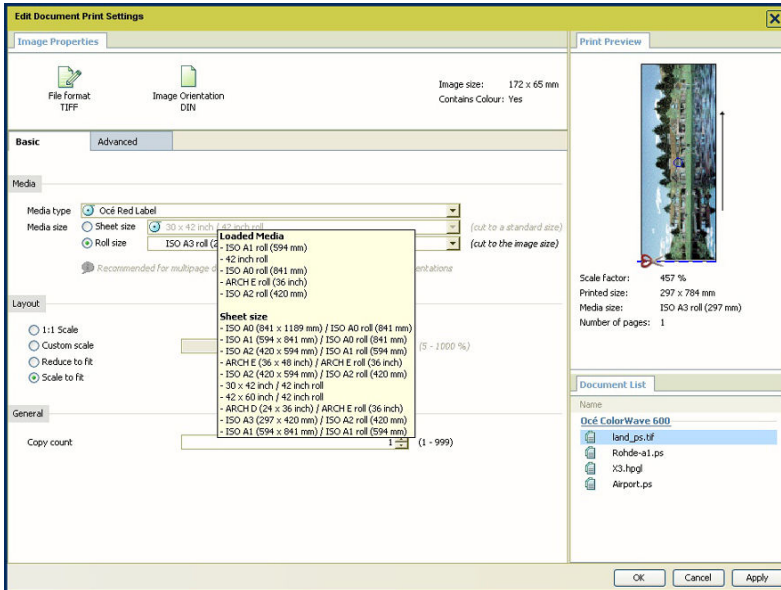 Edit Document Print Settings
Image Properties
File format
TIFF
Image Orientation
DIN
Image size: 172 x 65 mm
Contains Colour: Yes
Basic
Advanced
Media
Media type
Océ Red Label
Media size
Sheet size
30 x 42 inch / 42 inch roll
(cut to a standard size)
Roll size
ISO A3 roll (2
(cut to the image size)
Recommended for multipage d
entations
Loaded Media
- ISO A1 roll (594 mm)
- 42 inch roll
- ISO A0 roll (841 mm)
- ARCH E roll (36 inch)
- ISO A2 roll (420 mm)
Sheet size
- ISO A0 (841 x 1189 mm) / ISO A0 roll (841 mm)
- ISO A1 (594 x 841 mm) / ISO A0 roll (841 mm)
- ISO A2 (420 x 594 mm) / ISO A1 roll (594 mm)
- ARCH E (36 x 48 inch) / ARCH E roll (36 inch)
- ISO A2 (420 x 594 mm) / ISO A2 roll (420 mm)
- 30 x 42 inch / 42 inch roll
- 42 x 60 inch / 42 inch roll
- ARCH D (24 x 36 inch) / ARCH E roll (36 inch)
- ISO A3 (297 x 420 mm) / ISO A2 roll (420 mm)
- ISO A1 (594 x 841 mm) / ISO A1 roll (594 mm)
Layout
1:1 Scale
Custom scale
(5 - 1000 %)
Reduce to fit
Scale to fit
General
Copy count
1
(1 - 999)
Print Preview
Scale factor: 457 %
Printed size: 297 x 784 mm
Media size: ISO A3 roll (297 mm)
Number of pages: 1
Document List
Name
Océ ColorWave 600
land_ps.tif
Rohde-a1.ps
X3.hpgl
Airport.ps
OK
Cancel
Apply